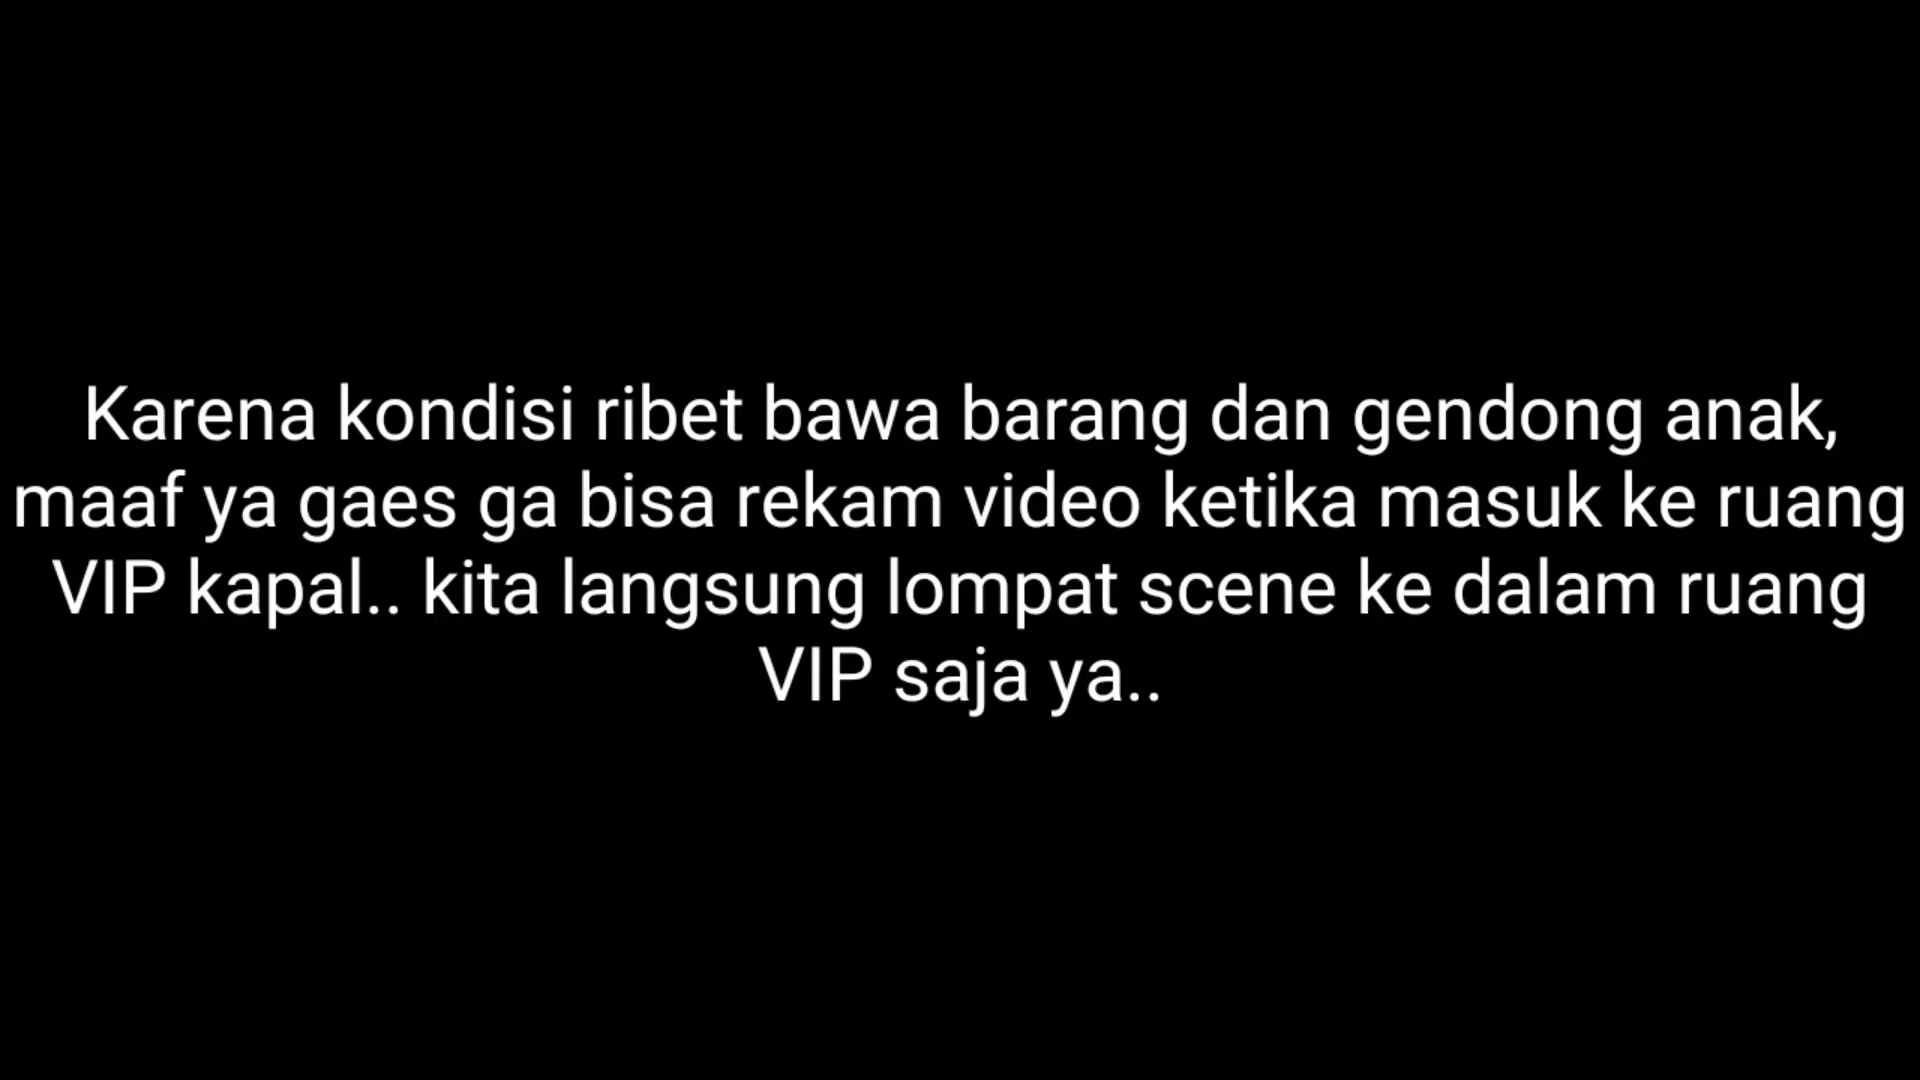 Karena kondisi ribet bawa barang dan gendong anak,
maaf ya gaes ga bisa rekam video ketika masuk ke ruang
VIP kapal.. kita langsung lompat scene ke dalam ruang
VIP saja ya..